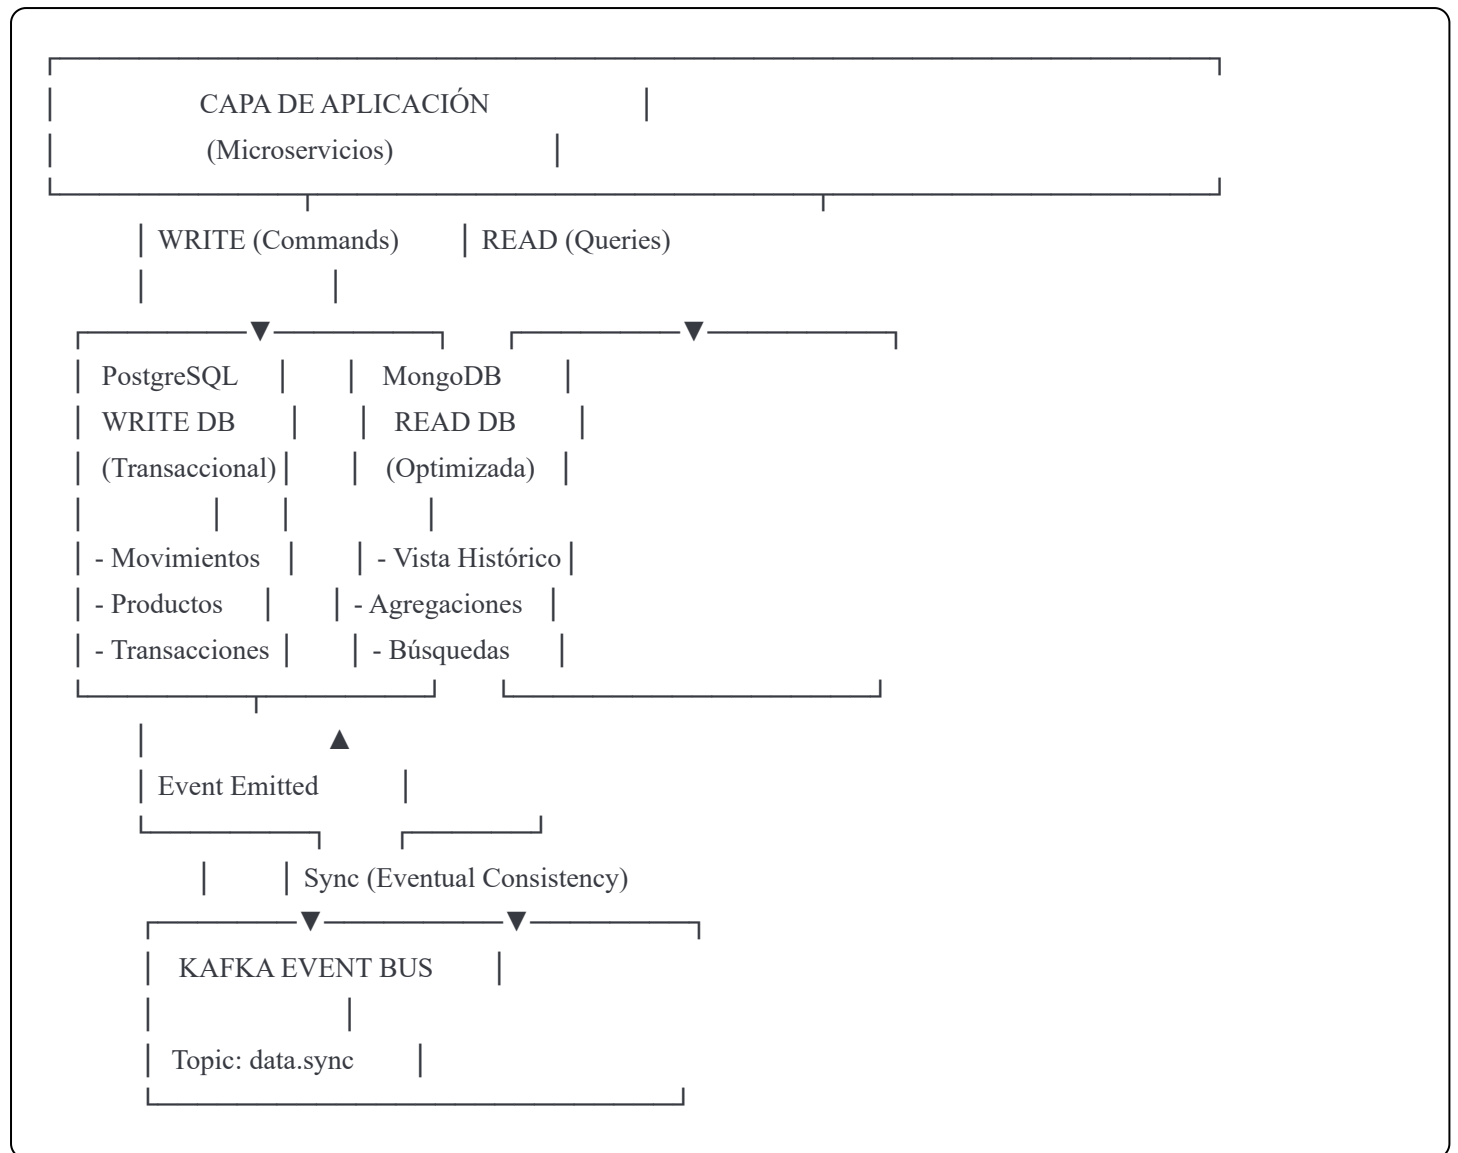 CAPA DE APLICACIÓN
(Microservicios)
WRITE (Commands) READ (Queries)
PostgreSQL MongoDB
WRITE DB READ DB
(Transaccional) (Optimizada)
- Movimientos - Vista Histórico
- Productos - Agregaciones
- Transacciones - Búsquedas
Event Emitted
Sync (Eventual Consistency)
KAFKA EVENT BUS
Topic: data.sync